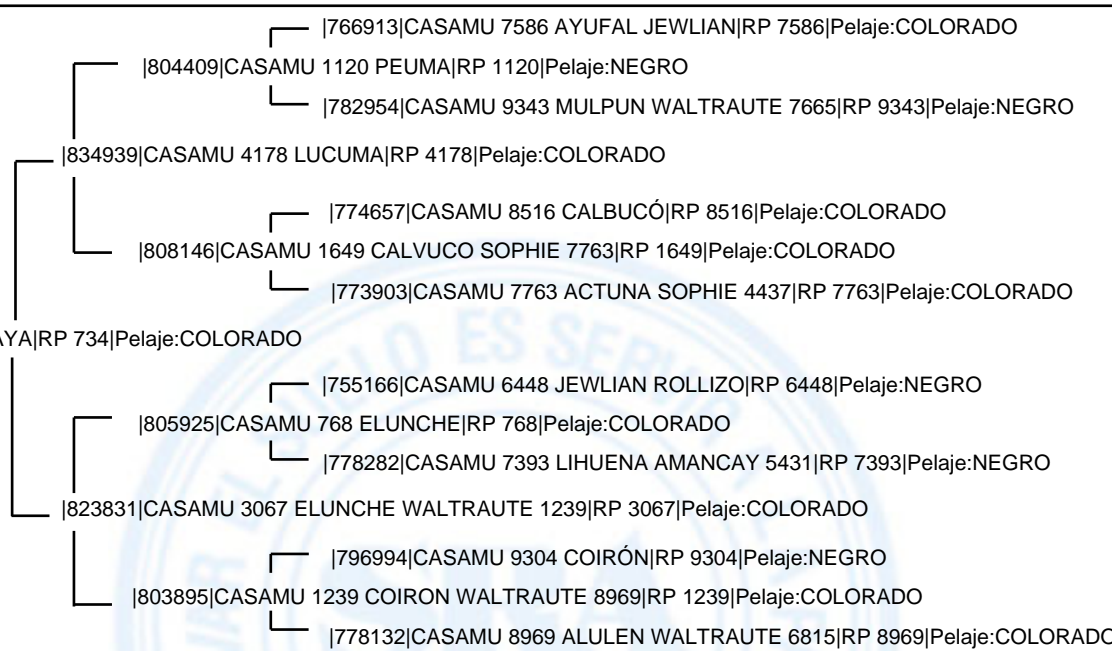 |766913|CASAMU 7586 AYUFAL JEWLIAN|RP 7586|Pelaje:COLORADO
|804409|CASAMU 1120 PEUMA|RP 1120|Pelaje:NEGRO
|782954|CASAMU 9343 MULPUN WALTRAUTE 7665|RP 9343|Pelaje:NEGRO
|834939|CASAMU 4178 LUCUMA|RP 4178|Pelaje:COLORADO
|774657|CASAMU 8516 CALBUCÓ|RP 8516|Pelaje:COLORADO
|808146|CASAMU 1649 CALVUCO SOPHIE 7763|RP 1649|Pelaje:COLORADO
|773903|CASAMU 7763 ACTUNA SOPHIE 4437|RP 7763|Pelaje:COLORADO
AYA|RP 734|Pelaje:COLORADO
|755166|CASAMU 6448 JEWLIAN ROLLIZO|RP 6448|Pelaje:NEGRO
|805925|CASAMU 768 ELUNCHE|RP 768|Pelaje:COLORADO
|778282|CASAMU 7393 LIHUENA AMANCAY 5431|RP 7393|Pelaje:NEGRO
|823831|CASAMU 3067 ELUNCHE WALTRAUTE 1239|RP 3067|Pelaje:COLORADO
|796994|CASAMU 9304 COIRÓN|RP 9304|Pelaje:NEGRO
|803895|CASAMU 1239 COIRON WALTRAUTE 8969|RP 1239|Pelaje:COLORADO
|778132|CASAMU 8969 ALULEN WALTRAUTE 6815|RP 8969|Pelaje:COLORADO
EL SUELO ES SERVIR A LA